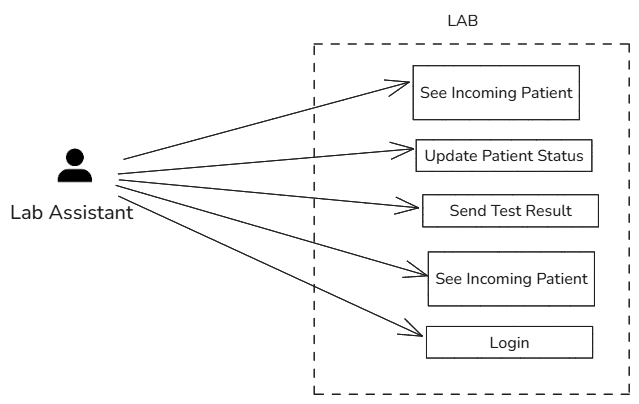 LAB
See Incoming Patient
Update Patient Status
Lab Assistant
Send Test Result
See Incoming Patient
Login